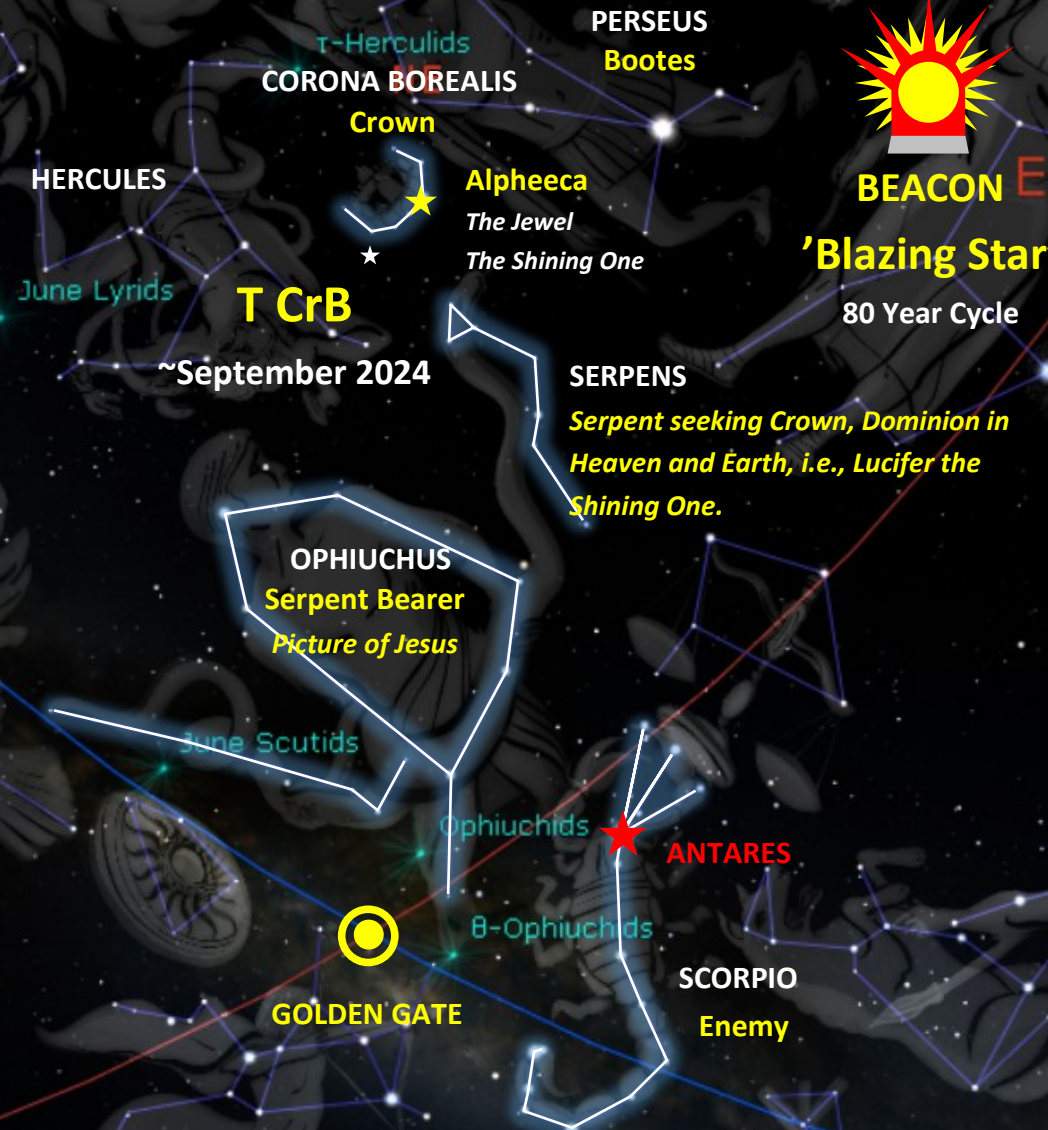 PERSEUS
Bootes
τ-Herculids
NE
CORONA BOREALIS
Crown
HERCULES
Alpheeca
The Jewel
The Shining One
E
BEACON
’Blazing Star
80 Year Cycle
June Lyrids
T CrB
~September 2024
SERPENS
Serpent seeking Crown, Dominion in
Heaven and Earth, i.e., Lucifer the
Shining One.
OPHIUCHUS
Serpent Bearer
Picture of Jesus
June Scutids
Ophiuchids
ANTARES
θ-Ophiuchids
SCORPIO
Enemy
GOLDEN GATE